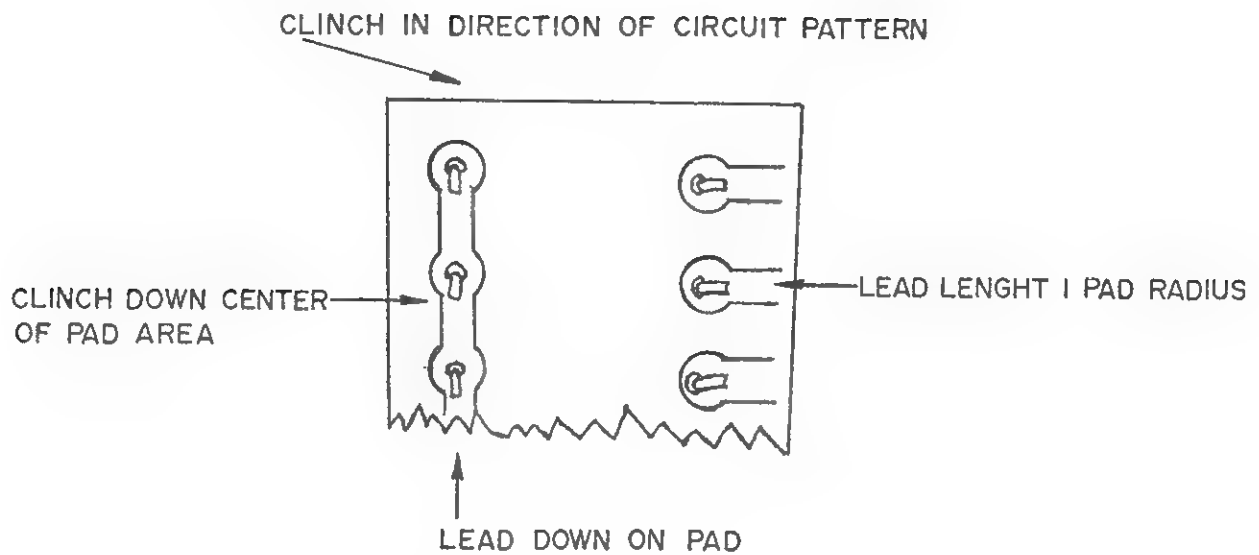 CLINCH IN DIRECTION OF CIRCUIT PATTERN
CLINCH DOWN CENTER
OF PAD AREA
LEAD LENGHT 1 PAD RADIUS
LEAD DOWN ON PAD